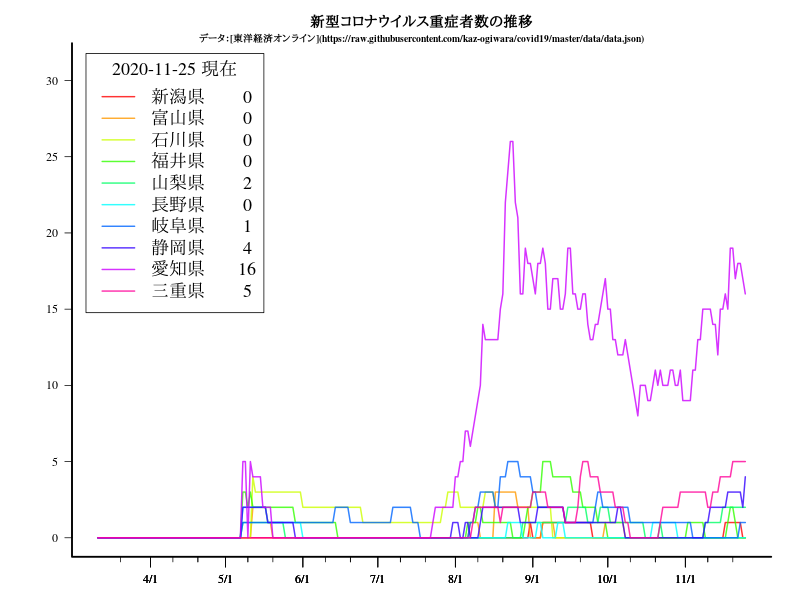 新型コロナウイルス重症者数の推移
データ:[東洋経済オンライン](https://raw.githubusercontent.com/kaz-ogiwara/covid19/master/data/data.json)
2020-11-25 現在
新潟県 0
富山県 0
石川県 0
福井県 0
山梨県 2
長野県 0
岐阜県 1
静岡県 4
愛知県 16
三重県 5
30
25
20
15
10
5
0
4/1 5/1 6/1 7/1 8/1 9/1 10/1 11/1